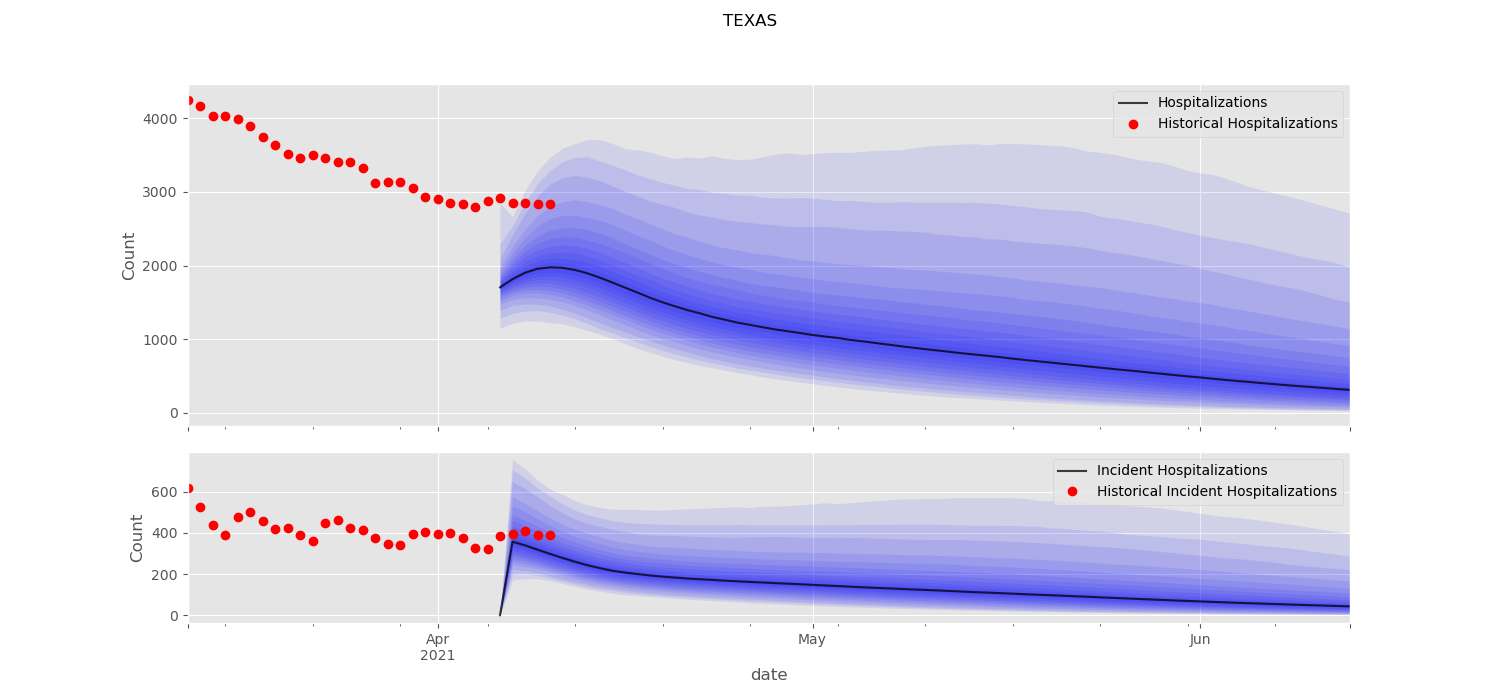 TEXAS
Hospitalizations
Historical Hospitalizations
4000
3000
2000
1000
0
Count
Incident Hospitalizations
Historical Incident Hospitalizations
600
400
200
0
Count
Apr
2021
May
Jun
date